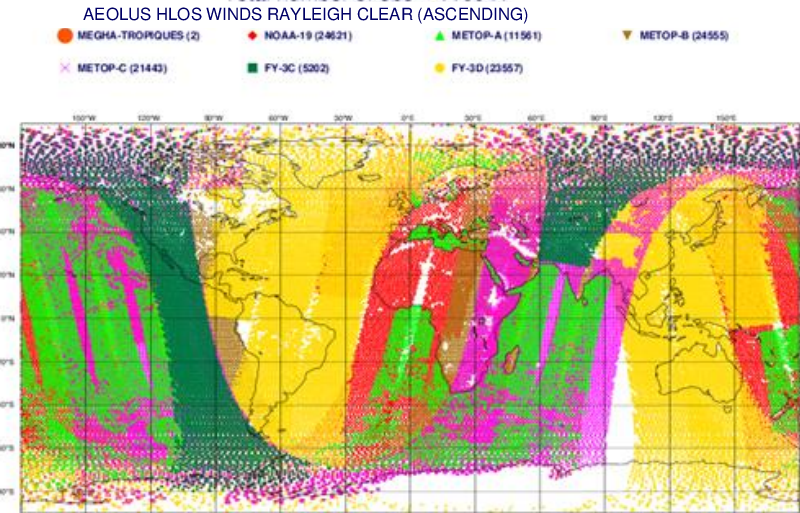 AEOLUS HLOS WINDS RAYLEIGH CLEAR (ASCENDING)
MEGHA-TROPIQUES (2) NOAA-19 (24621) METOP-A (11561) METOP-B (24555)
METOP-C (21443) FY-3C (5202) FY-3D (23557)
150°W 120°W 90°W 60°W 30°W 0°E 30°E 60°E 90°E 120°E 150°E